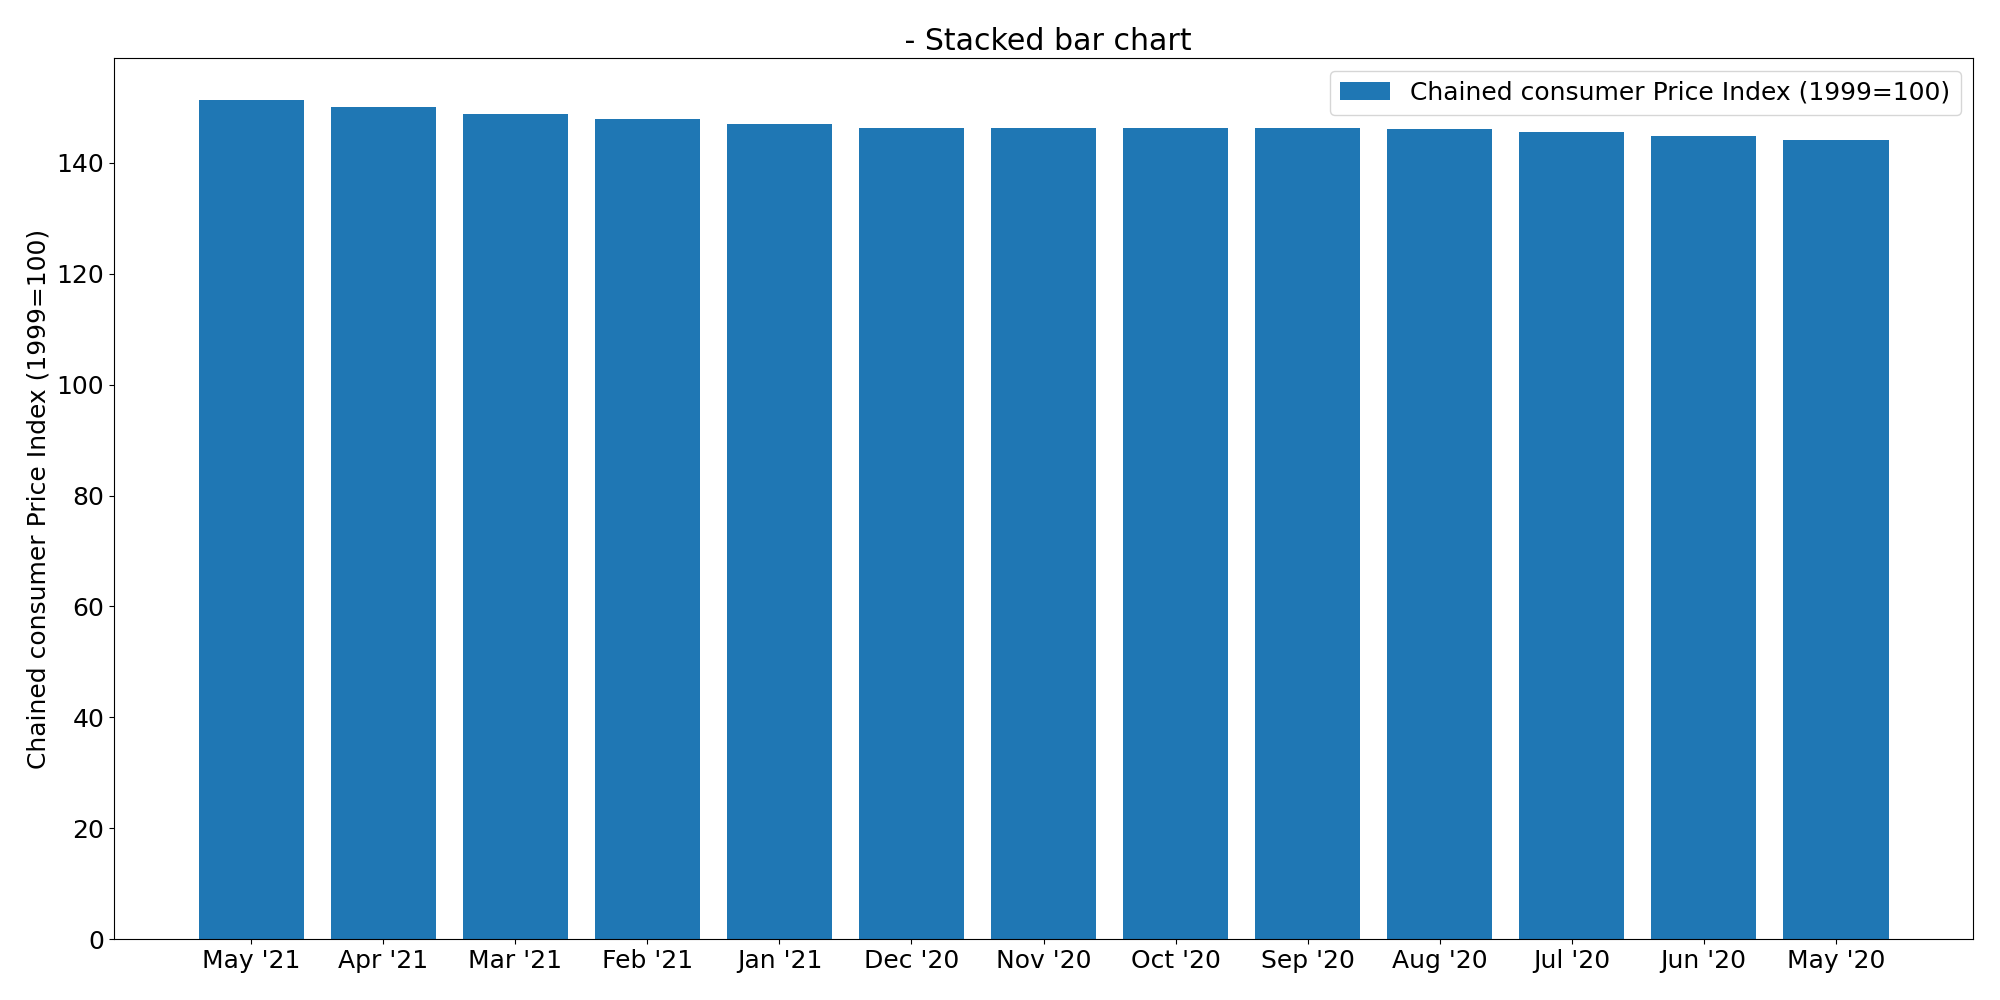 - Stacked bar chart
Chained consumer Price Index (1999=100)
Chained consumer Price Index (1999=100)
140
120
100
80
60
40
20
0
May '21 Apr '21 Mar '21 Feb '21 Jan '21 Dec '20 Nov '20 Oct '20 Sep '20 Aug '20 Jul '20 Jun '20 May '20